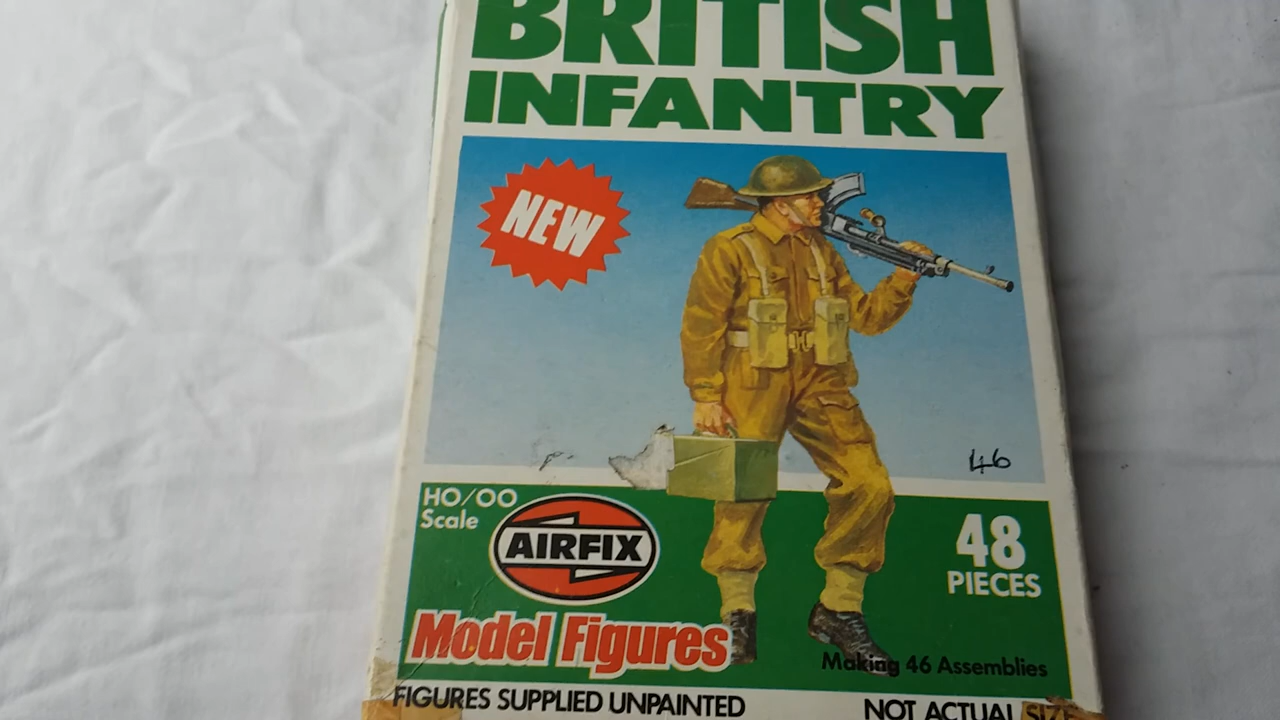 BRITISH
INFANTRY
NEW
46
HO/OO
Scale
AIRFIX
48
PIECES
Model Figures
Making 46 Assemblies
FIGURES SUPPLIED UNPAINTED
NOT ACTUAL SIZE